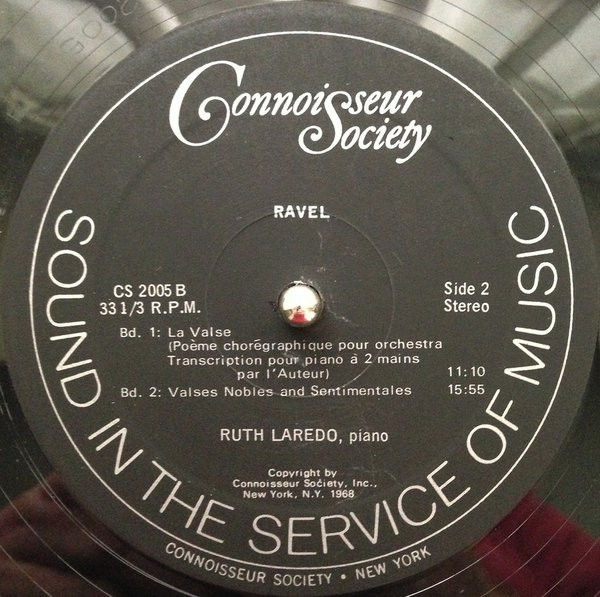 Connoisseur
Society
RAVEL
CS 2005 B
33 1/3 R.P.M.
Side 2
Stereo
Bd. 1: La Valse
(Poème chorégraphique pour orchestra
Transcription pour piano à 2 mains
par l'Auteur) 11:10
Bd. 2: Valses Nobles and Sentimentales 15:55
RUTH LAREDO, piano
Copyright by
Connoisseur Society, Inc.,
New York, N.Y. 1968
SOUND IN THE SERVICE OF MUSIC
CONNOISSEUR SOCIETY • NEW YORK